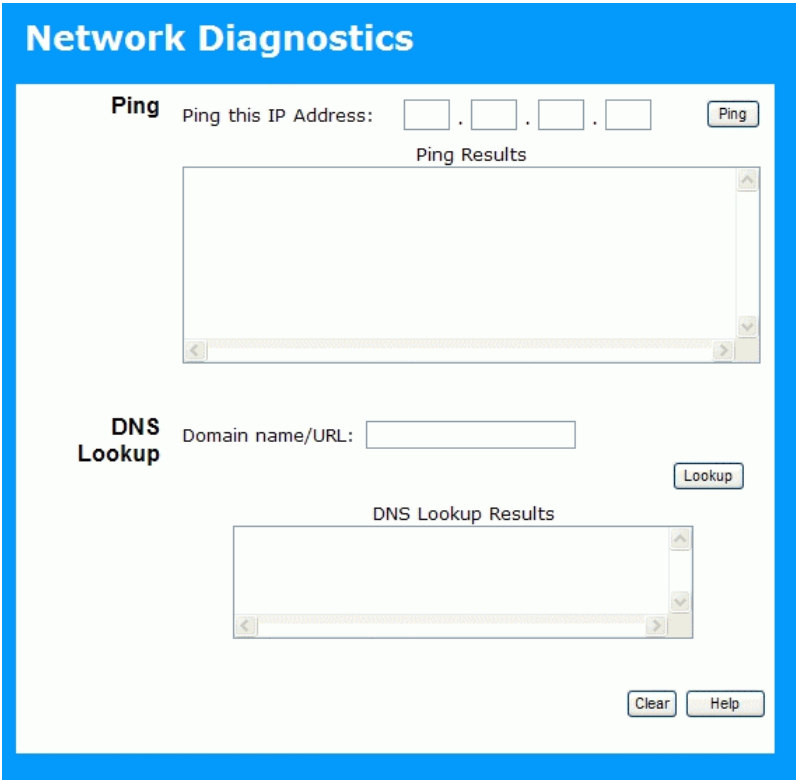 Network Diagnostics
Ping
Ping this IP Address: . . . Ping
Ping Results
DNS
Lookup
Domain name/URL:
Lookup
DNS Lookup Results
Clear Help